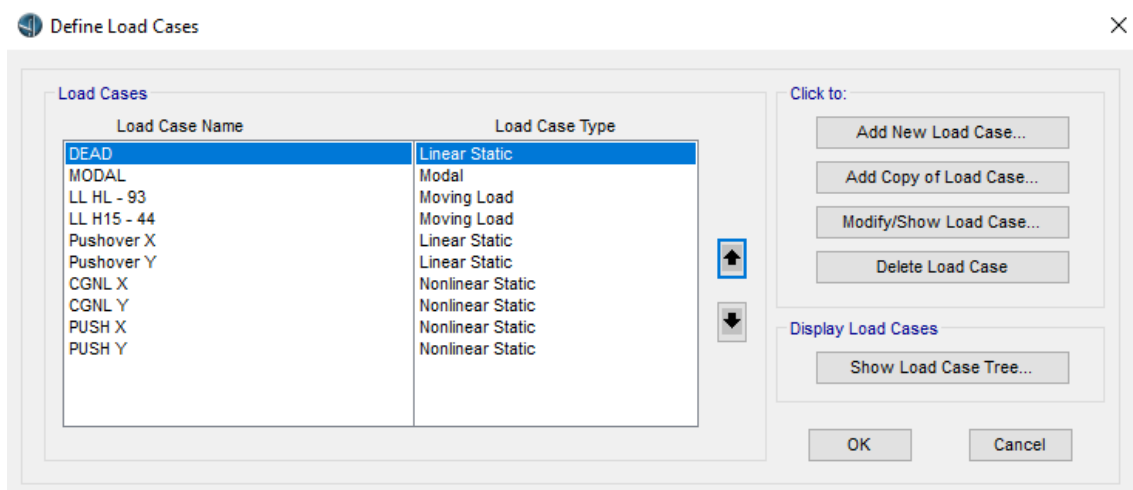 Define Load Cases
Load Cases
Load Case Name Load Case Type
DEAD Linear Static
MODAL Modal
LL HL - 93 Moving Load
LL H15 - 44 Moving Load
Pushover X Linear Static
Pushover Y Linear Static
CGNL X Nonlinear Static
CGNL Y Nonlinear Static
PUSH X Nonlinear Static
PUSH Y Nonlinear Static
Click to:
Add New Load Case...
Add Copy of Load Case...
Modify/Show Load Case...
Delete Load Case
Display Load Cases
Show Load Case Tree...
OK Cancel